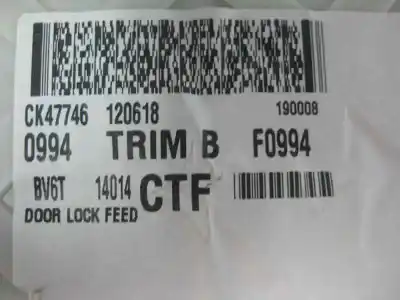 CK47746 120618 190008
0994 TRIM B F0994
BV6T 14014 CTF
DOOR LOCK FEED